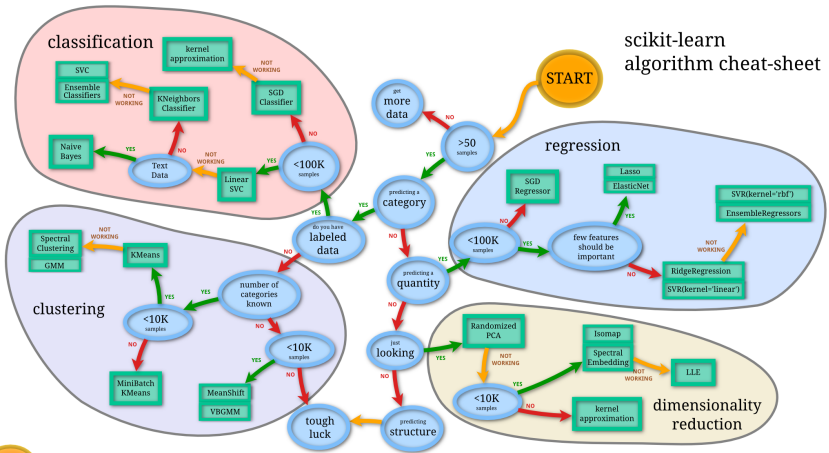 scikit-learn
algorithm cheat-sheet
START
classification
kernel
approximation
NOT
WORKING
SVC
Ensemble
Classifiers
NOT
WORKING
KNeighbors
Classifier
SGD
Classifier
NO
Naive
Bayes
YES
Text
Data
NO
NOT
WORKING
Linear
SVC
YES
<100K
samples
YES
get
more
data
NO
>50
samples
YES
predicting a
category
YES
NO
do you have
labeled
data
NO
predicting a
quantity
YES
NO
just
looking
YES
NO
predicting
structure
tough
luck
regression
SGD
Regressor
NO
<100K
samples
YES
few features
should be
important
YES
NO
Lasso
ElasticNet
SVR(kernel='rbf')
EnsembleRegressors
NOT
WORKING
RidgeRegression
SVR(kernel='linear')
clustering
Spectral
Clustering
GMM
NOT
WORKING
KMeans
YES
number of
categories
known
YES
NO
<10K
samples
NO
MiniBatch
KMeans
<10K
samples
YES
NO
MeanShift
VBGMM
dimensionality
reduction
Randomized
PCA
NOT
WORKING
<10K
samples
YES
NO
Isomap
Spectral
Embedding
NOT
WORKING
LLE
kernel
approximation